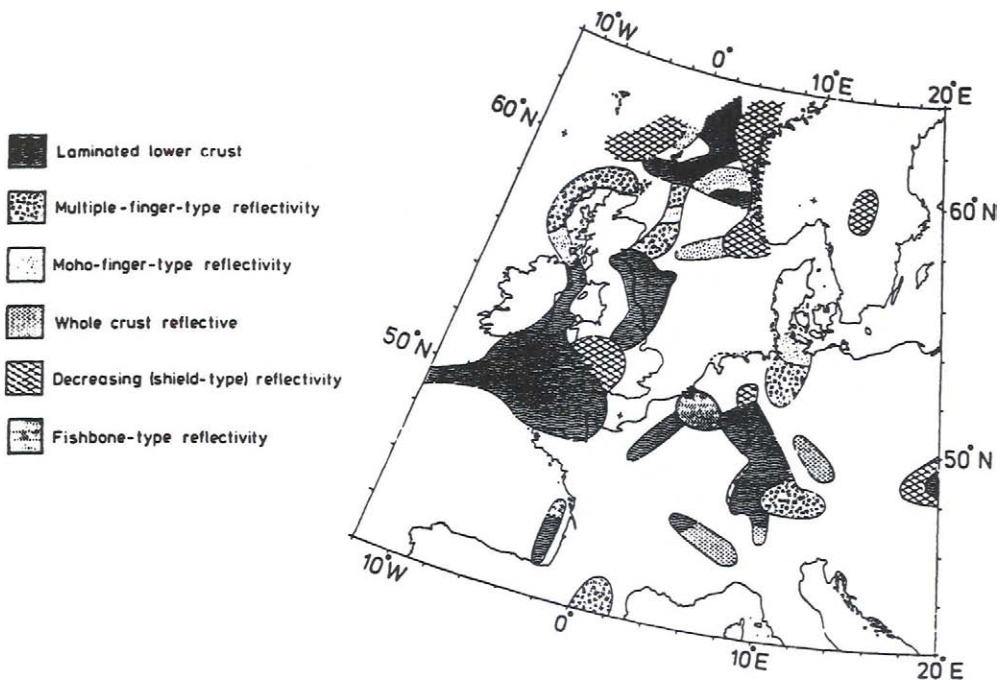 10°W
0°
10°E
20°E
60°N
Laminated lower crust
Multiple-finger-type reflectivity
60°N
Moho-finger-type reflectivity
Whole crust reflective
50°N
Decreasing (shield-type) reflectivity
Fishbone-type reflectivity
50°N
10°W
0°
10°E
20°E